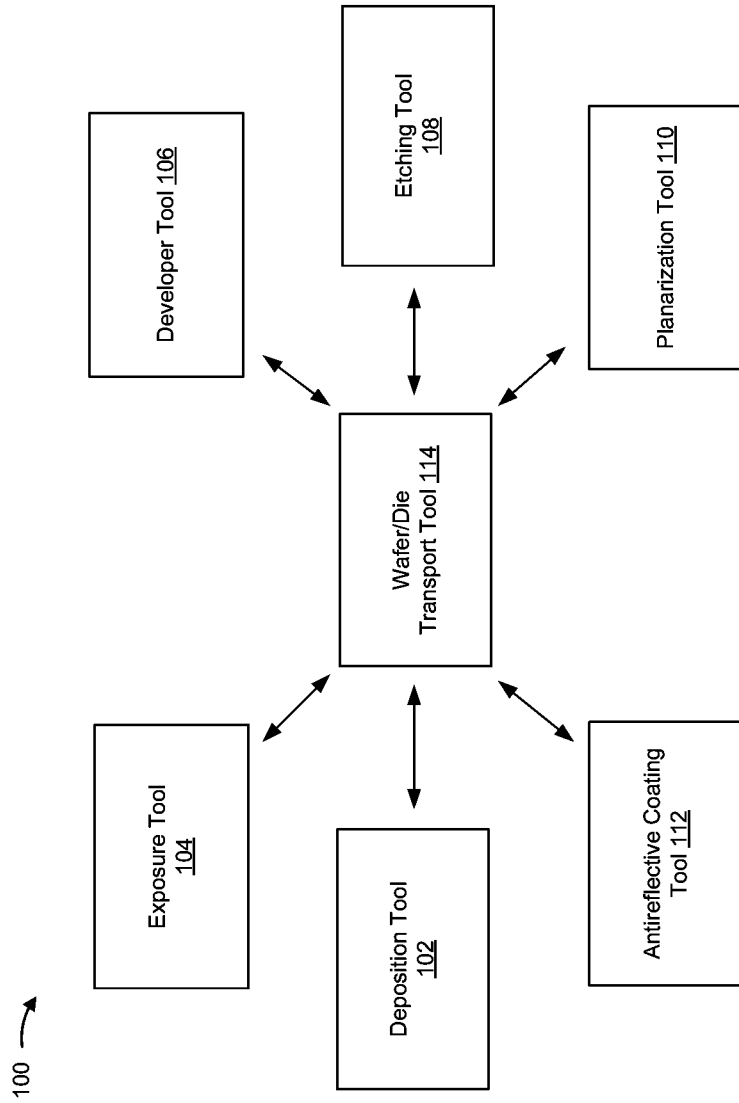 100
Exposure Tool
104
Developer Tool 106
Deposition Tool
102
Wafer/Die
Transport Tool 114
Etching Tool
108
Antireflective Coating
Tool 112
Planarization Tool 110